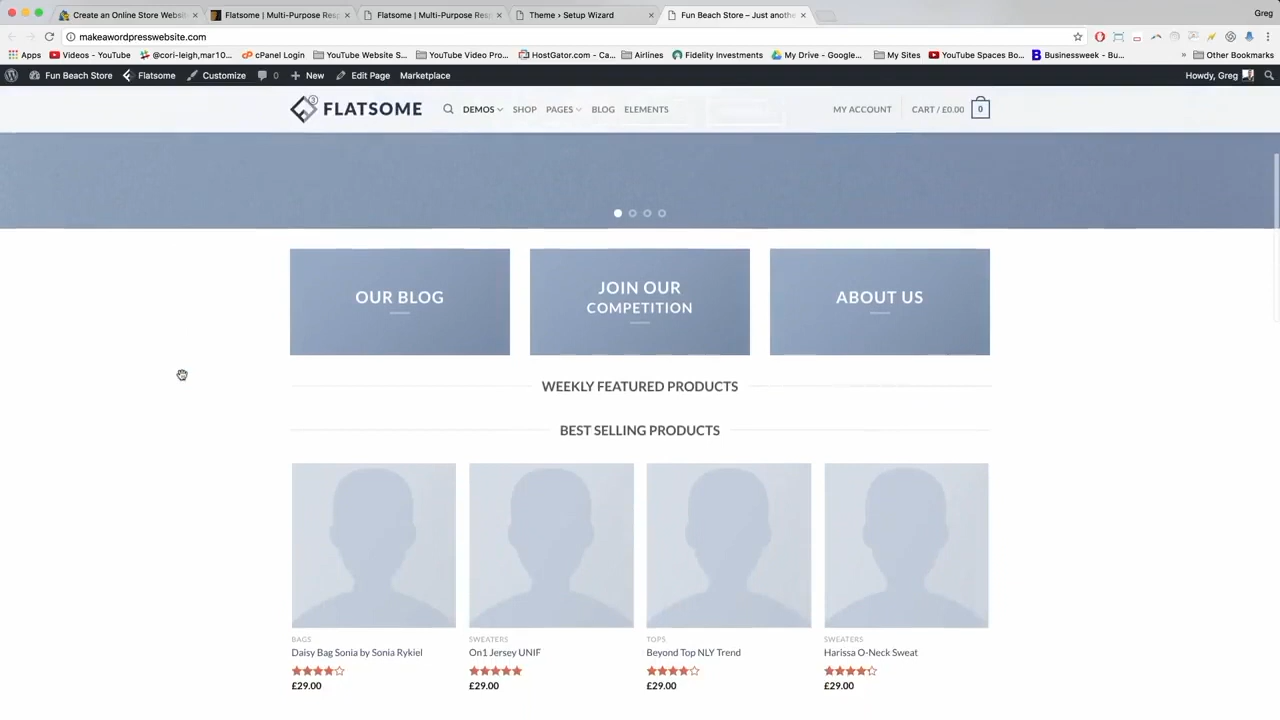 Create an Online Store Websit
Flatsome | Multi-Purpose Resp
Flatsome | Multi-Purpose Resp
Theme › Setup Wizard
Fun Beach Store – Just anothe
Greg
makeawordpresswebsite.com
Apps
Videos - YouTube
@cori-leigh,mar10...
cPanel Login
YouTube Website S...
YouTube Video Pro...
HostGator.com - Ca...
Airlines
Fidelity Investments
My Drive - Google...
My Sites
YouTube Spaces Bo...
Businessweek - Bu...
» Other Bookmarks
Fun Beach Store
Flatsome
Customize
0
New
Edit Page
Marketplace
Howdy, Greg
FLATSOME
3
DEMOS
SHOP
PAGES
BLOG
ELEMENTS
MY ACCOUNT
CART / £0.00
0
OUR BLOG
JOIN OUR
COMPETITION
ABOUT US
WEEKLY FEATURED PRODUCTS
BEST SELLING PRODUCTS
BAGS
Daisy Bag Sonia by Sonia Rykiel
£29.00
SWEATERS
On1 Jersey UNIF
£29.00
TOPS
Beyond Top NLY Trend
£29.00
SWEATERS
Harissa O-Neck Sweat
£29.00